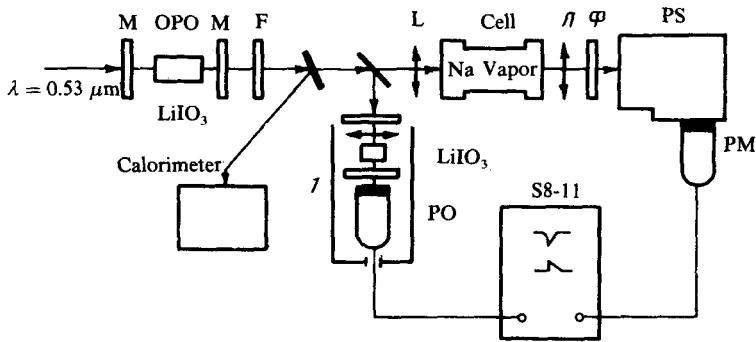 M OPO M F
L Cell Л Ф PS
Na Vapor
λ = 0.53 μm
LiIO₃
Calorimeter
LiIO₃
PM
1
PO
S8-11